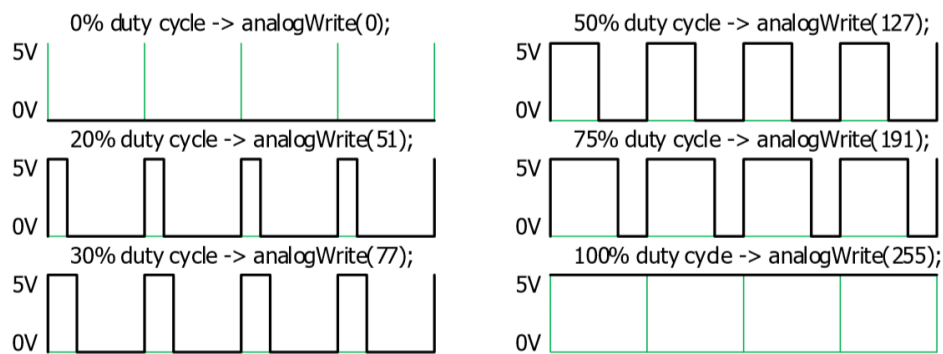 0% duty cycle -> analogWrite(0);
5V
0V
20% duty cycle -> analogWrite(51);
5V
0V
30% duty cycle -> analogWrite(77);
5V
0V
50% duty cycle -> analogWrite(127);
5V
0V
75% duty cycle -> analogWrite(191);
5V
0V
100% duty cycle -> analogWrite(255);
5V
0V